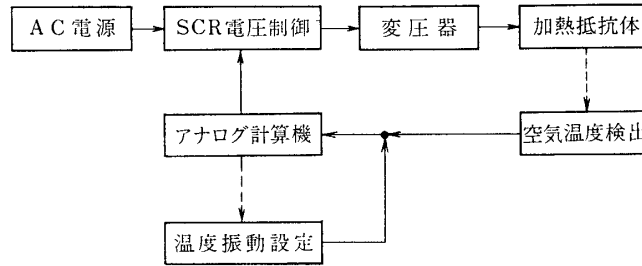 AC電源
SCR電圧制御
変圧器
加熱抵抗体
アナログ計算機
空気温度検出
温度振動設定